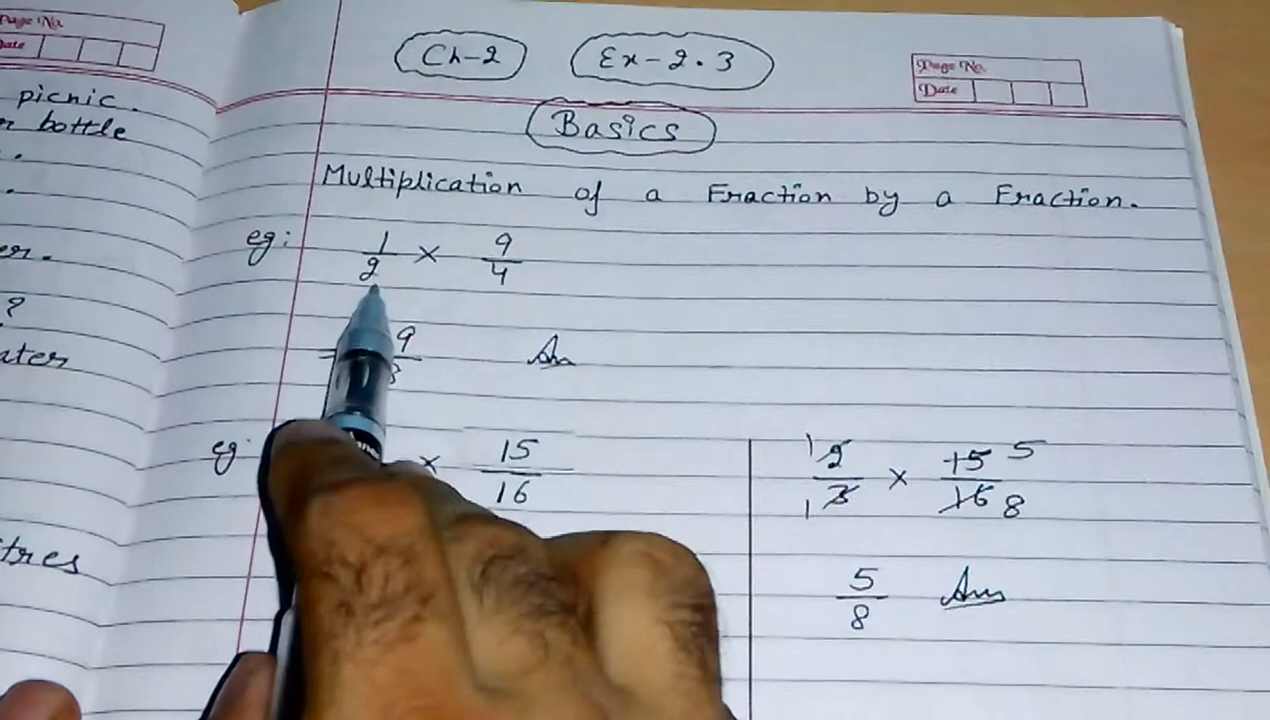 Page No.
Date
picnic.
bottle
er.
?
ater
tres
Ch-2 Ex-2.3
Page No.
Date
Basics
Multiplication of a Fraction by a Fraction.
eg: 1/2 × 9/4
= 9/8 Ans
eg: × 15/16
2/3 × 15/16
1 1 5 8
5/8 Ans